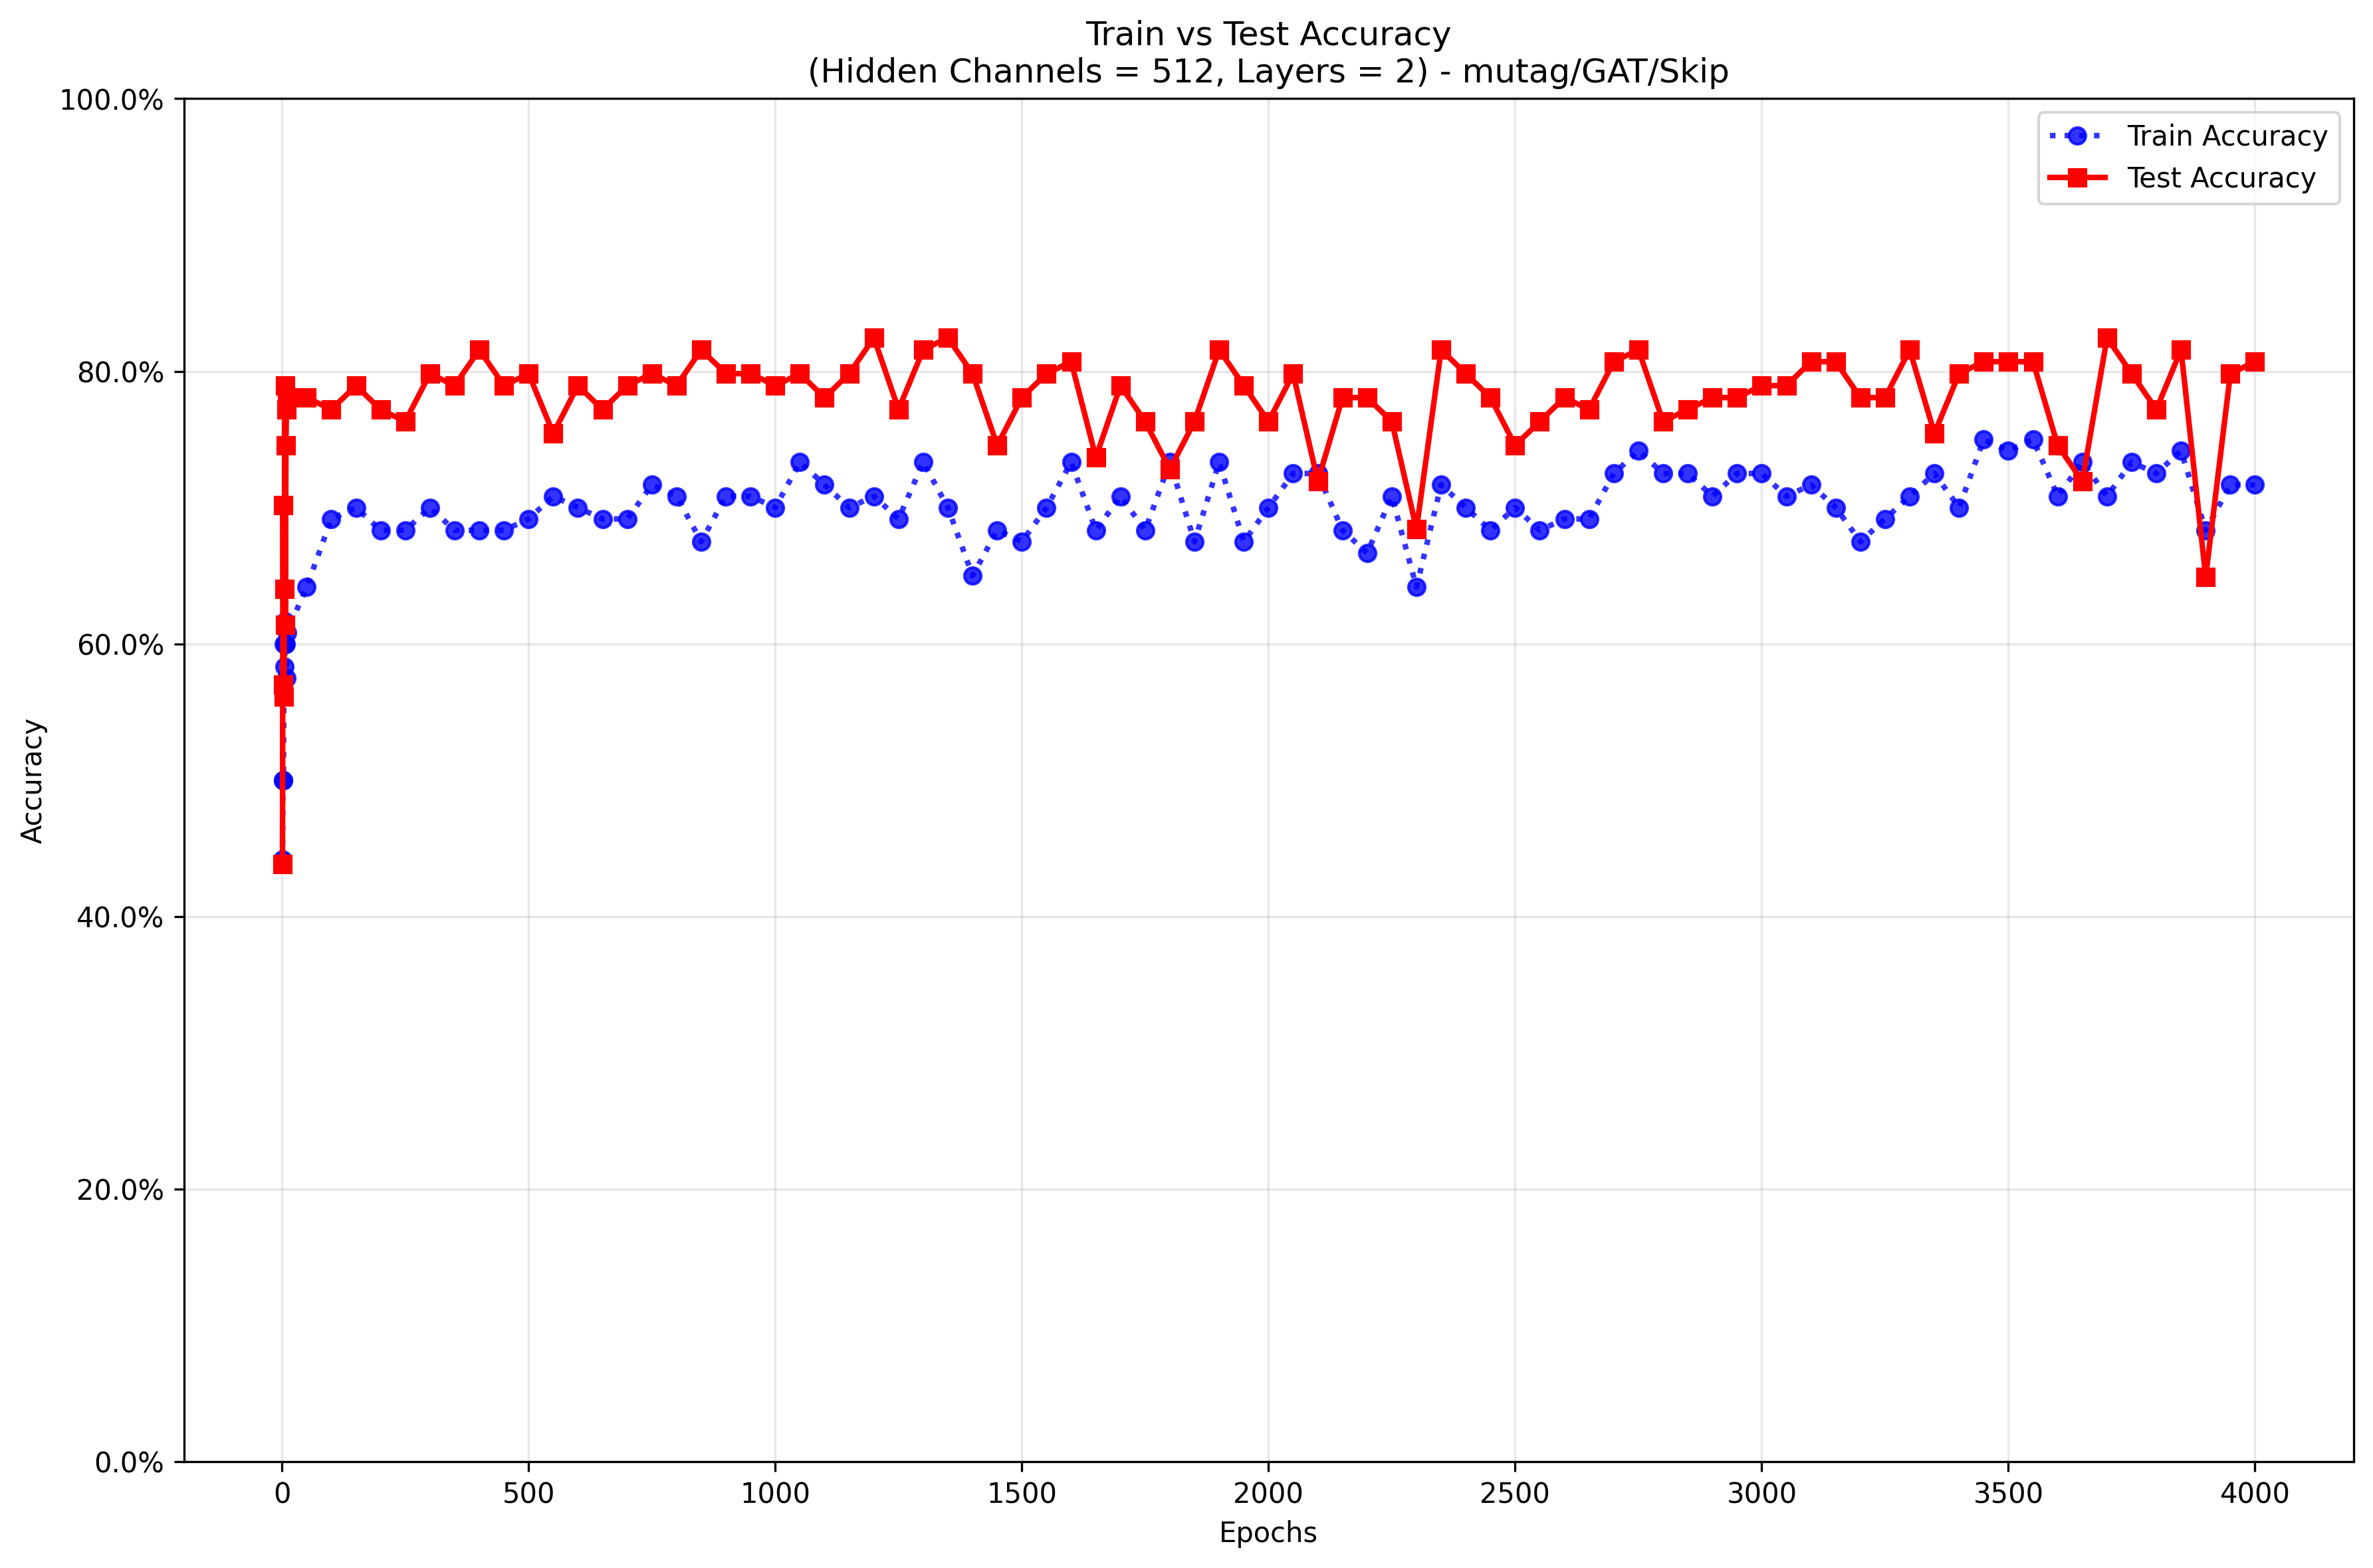 Train vs Test Accuracy
(Hidden Channels = 512, Layers = 2) - mutag/GAT/Skip
100.0%
80.0%
60.0%
40.0%
20.0%
0.0%
Accuracy
Train Accuracy
Test Accuracy
0 500 1000 1500 2000 2500 3000 3500 4000
Epochs